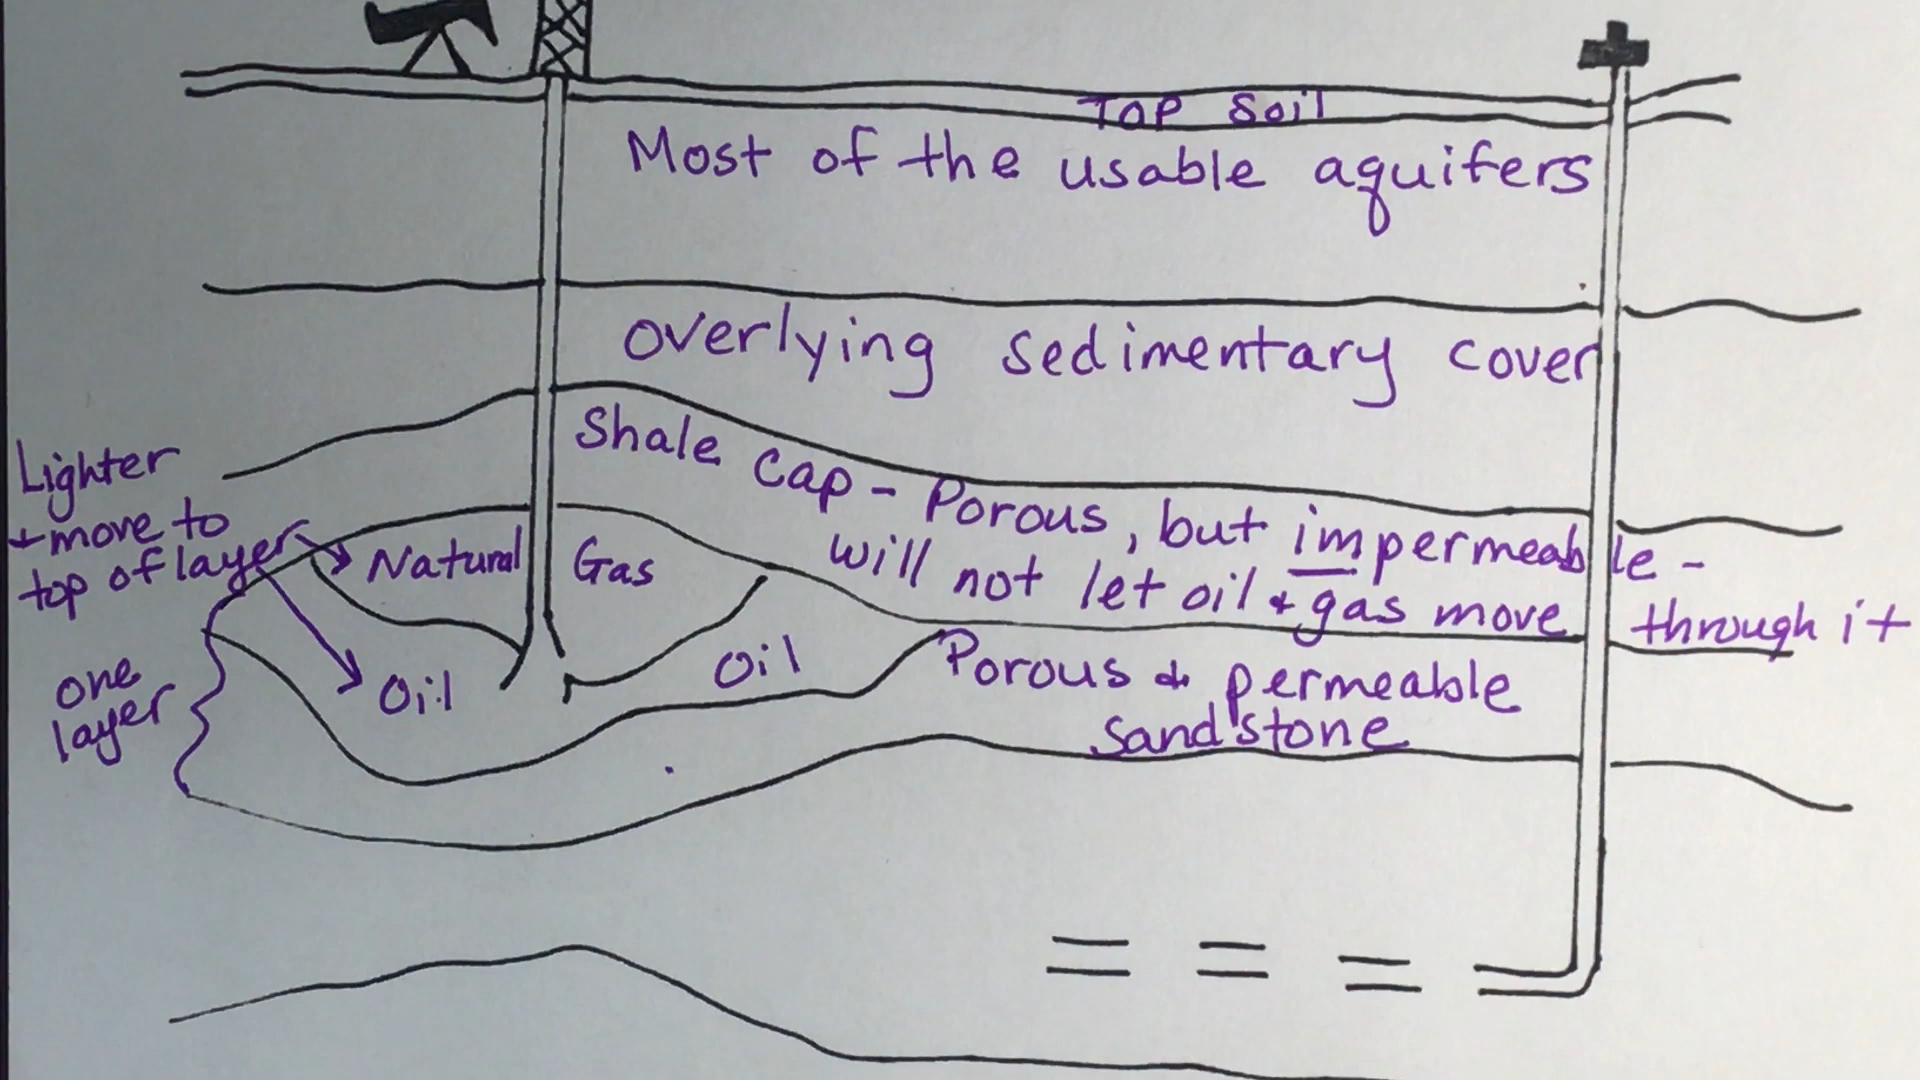 Top Soil
Most of the usable aquifers
overlying sedimentary cover
Shale Cap - Porous, but impermeable -
will not let oil + gas move through it
Lighter
+ move to
top of layer
Natural Gas
one
layer
Oil
Oil
Porous + permeable
Sandstone